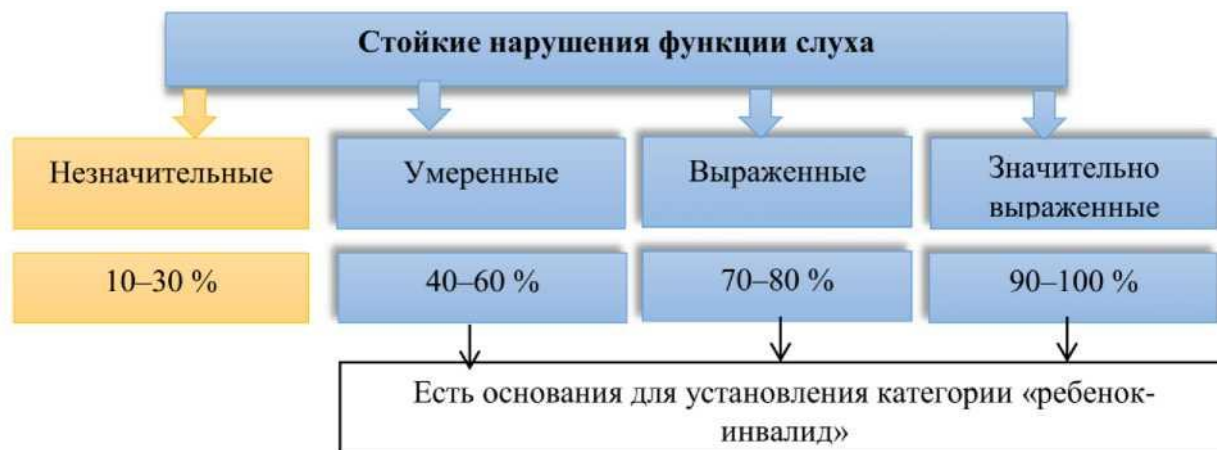 Стойкие нарушения функции слуха
Незначительные
Умеренные
Выраженные
Значительно
выраженные
10–30 %
40–60 %
70–80 %
90–100 %
Есть основания для установления категории «ребенок-
инвалид»